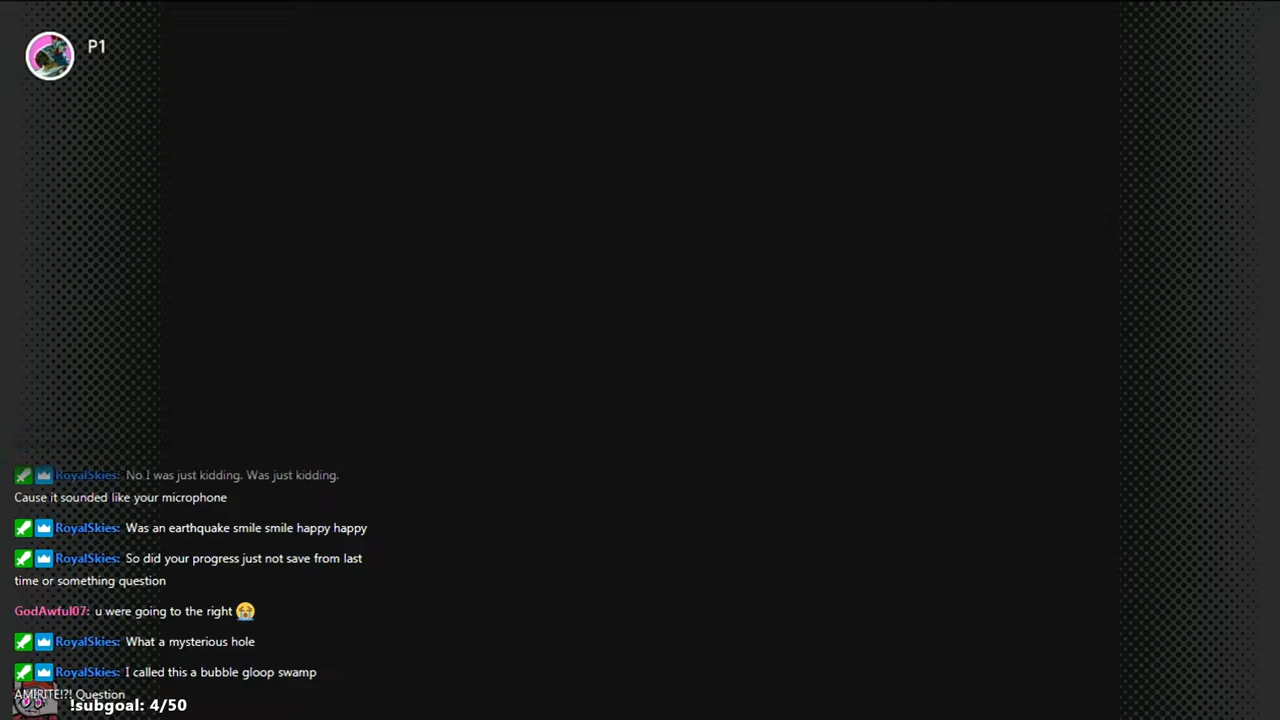 P1
RoyalSkies: No I was just kidding. Was just kidding.
Cause it sounded like your microphone
RoyalSkies: Was an earthquake smile smile happy happy
RoyalSkies: So did your progress just not save from last
time or something question
GodAwful07: u were going to the right 😭
RoyalSkies: What a mysterious hole
RoyalSkies: I called this a bubble gloop swamp
AMIRITE!?! Question
!subgoal: 4/50